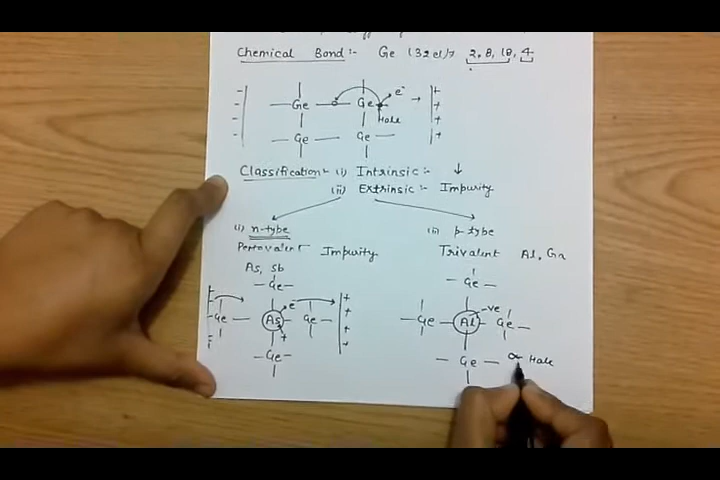 Chemical Bond :- Ge (32 el) 7 2, 8, 18, 4
Ge Ge e⁻
Hole
Ge Ge
Classification :- (i) Intrinsic :- ↓
(ii) Extrinsic :- Impurity
(i) n-type
(ii) p-type
Pentavalent Impurity
Trivalent Al, Ga
As, Sb
Ge
Ge As e⁻ Ge
Ge
Ge
Ge Al -ve Ge
Ge
Hole